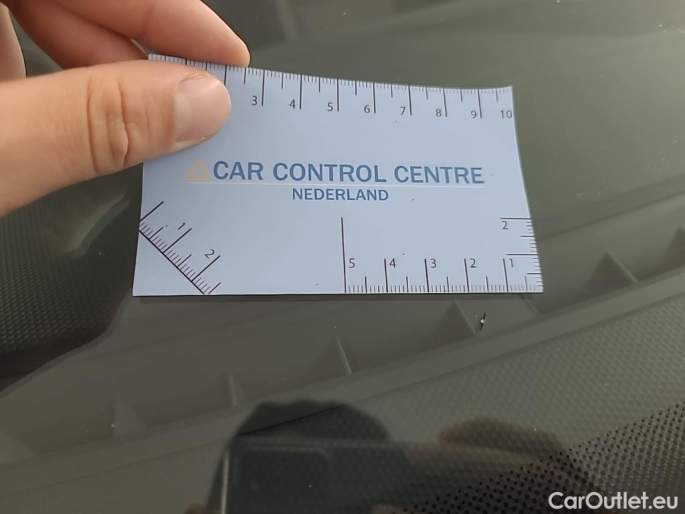 3 4 5 6 7 8 9 10
CAR CONTROL CENTRE
NEDERLAND
1 2
5 4 3 2 1
2
CarOutlet.eu